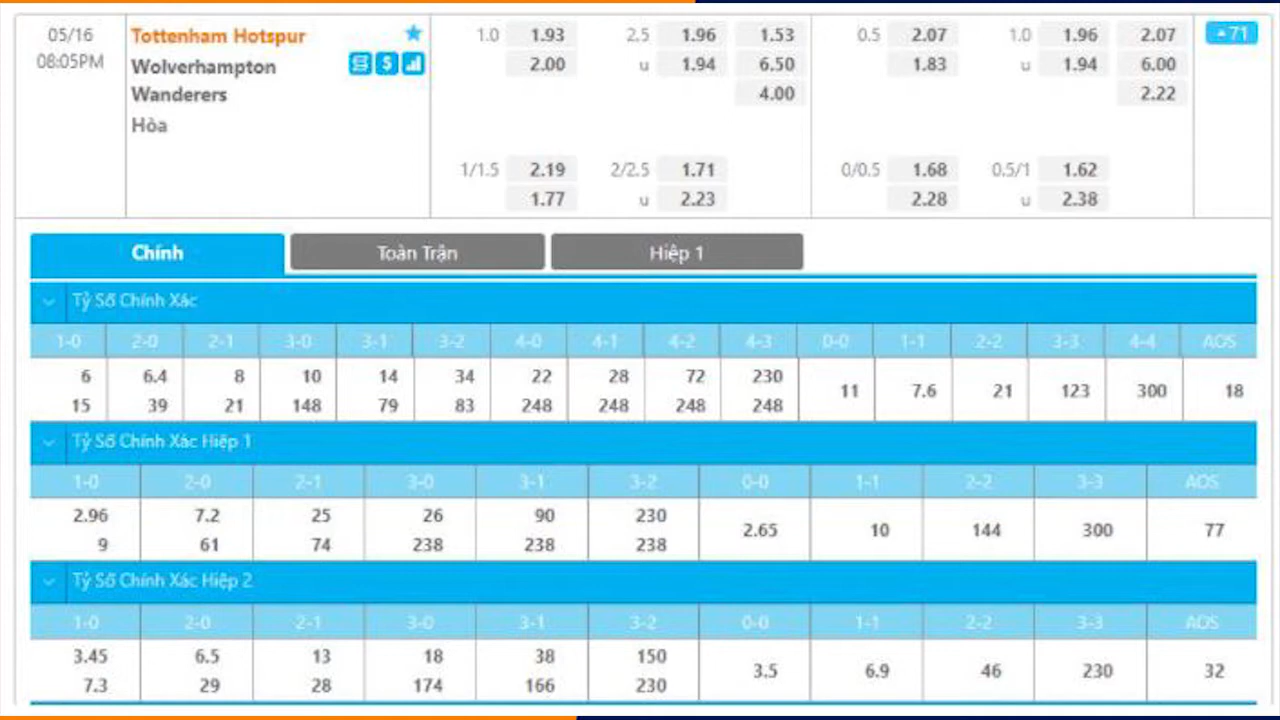 05/16 Tottenham Hotspur 1.0 1.93 2.5 1.96 1.53 0.5 2.07 1.0 1.96 2.07 71
08:05PM Wolverhampton $ 2.00 u 1.94 6.50 1.83 u 1.94 6.00
Wanderers 4.00 2.22
Hòa
1/1.5 2.19 2/2.5 1.71 0/0.5 1.68 0.5/1 1.62
1.77 u 2.23 2.28 u 2.38
Chính Toàn Trận Hiệp 1
Tỷ Số Chính Xác
1-0 2-0 2-1 3-0 3-1 3-2 4-0 4-1 4-2 4-3 0-0 1-1 2-2 3-3 4-4 AOS
6 6.4 8 10 14 34 22 28 72 230 11 7.6 21 123 300 18
15 39 21 148 79 83 248 248 248 248
Tỷ Số Chính Xác Hiệp 1
1-0 2-0 2-1 3-0 3-1 3-2 0-0 1-1 2-2 3-3 AOS
2.96 7.2 25 26 90 230 2.65 10 144 300 77
9 61 74 238 238 238
Tỷ Số Chính Xác Hiệp 2
1-0 2-0 2-1 3-0 3-1 3-2 0-0 1-1 2-2 3-3 AOS
3.45 6.5 13 18 38 150 3.5 6.9 46 230 32
7.3 29 28 174 166 230